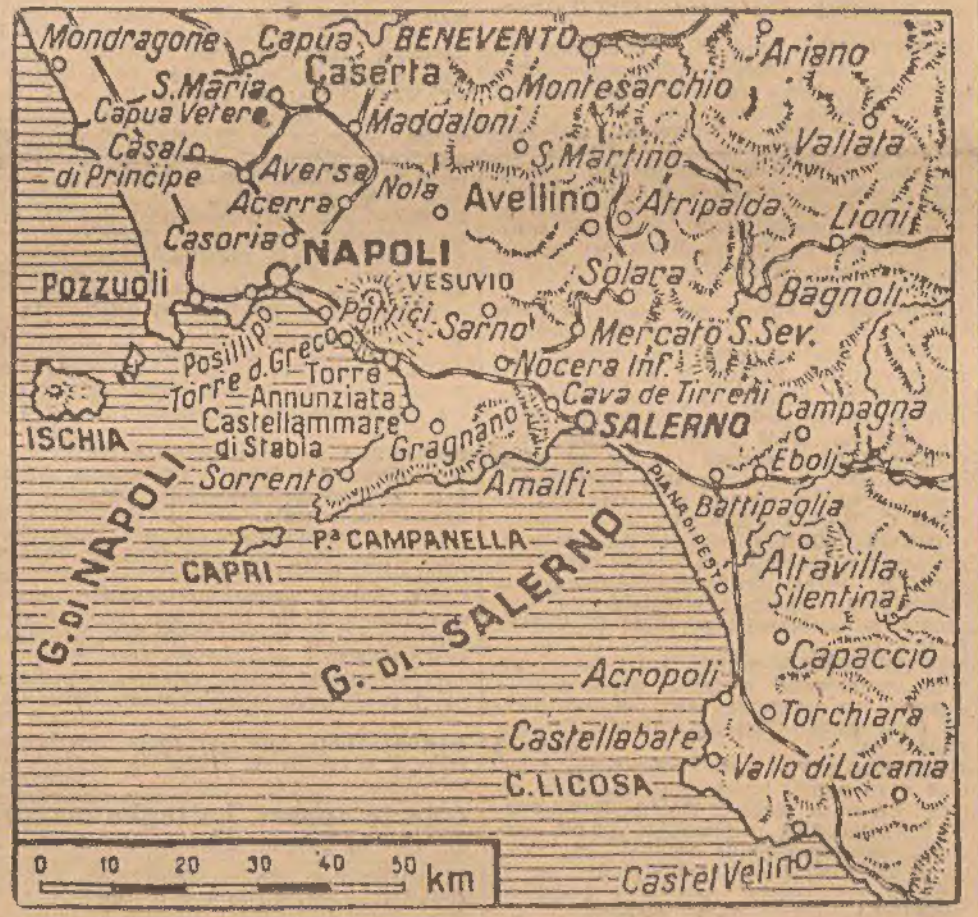 Mondragone
Capua
BENEVENTO
Ariano
S. Maria
Capua Vetere
Caserta
Montesarchio
Maddaloni
Vallata
Casal
di Principe
Aversa
S. Martino
Nola
Avellino
Atripalda
Acerra
Lioni
Casoria
NAPOLI
VESUVIO
Solaca
Pozzuoli
Bagnoli
Portici
Sarno
Mercato S. Sev.
Posillipo
Torre d. Greco
Nocera Inf.
Torre
Annunziata
Cava de Tirreni
Campagna
Castellammare
di Stabia
Gragnano
SALERNO
ISCHIA
Eboli
Sorrento
Amalfi
Battipaglia
PIANA DI PESTO
P.a CAMPANELLA
CAPRI
G. DI NAPOLI
G. DI SALERNO
Altavilla
Silentina
Capaccio
Acropoli
Torchiara
Castellabate
Vallo di Lucania
C. LICOSA
Castel Velino
0 10 20 30 40 50 km